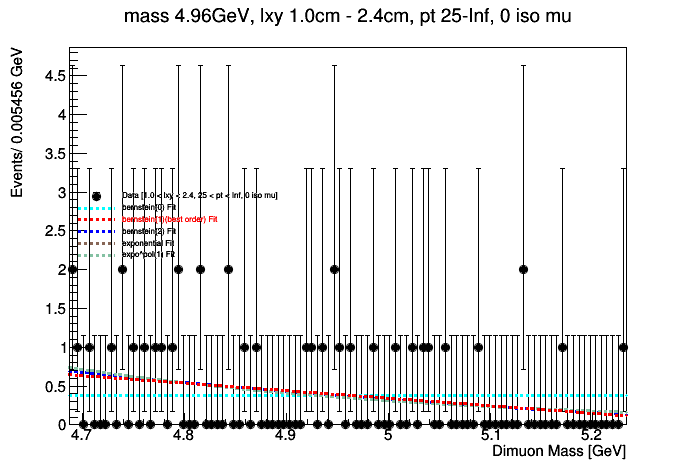 mass 4.96GeV, lxy 1.0cm - 2.4cm, pt 25-Inf, 0 iso mu
Events/ 0.005456 GeV
4.5
4
3.5
3
2.5
2
1.5
1
0.5
0
Data [1.0 < lxy < 2.4, 25 < pt < Inf, 0 iso mu]
bernstein(0) Fit
bernstein(1)(best order) Fit
bernstein(2) Fit
exponential Fit
expo*pol(1) Fit
4.7 4.8 4.9 5 5.1 5.2
Dimuon Mass [GeV]